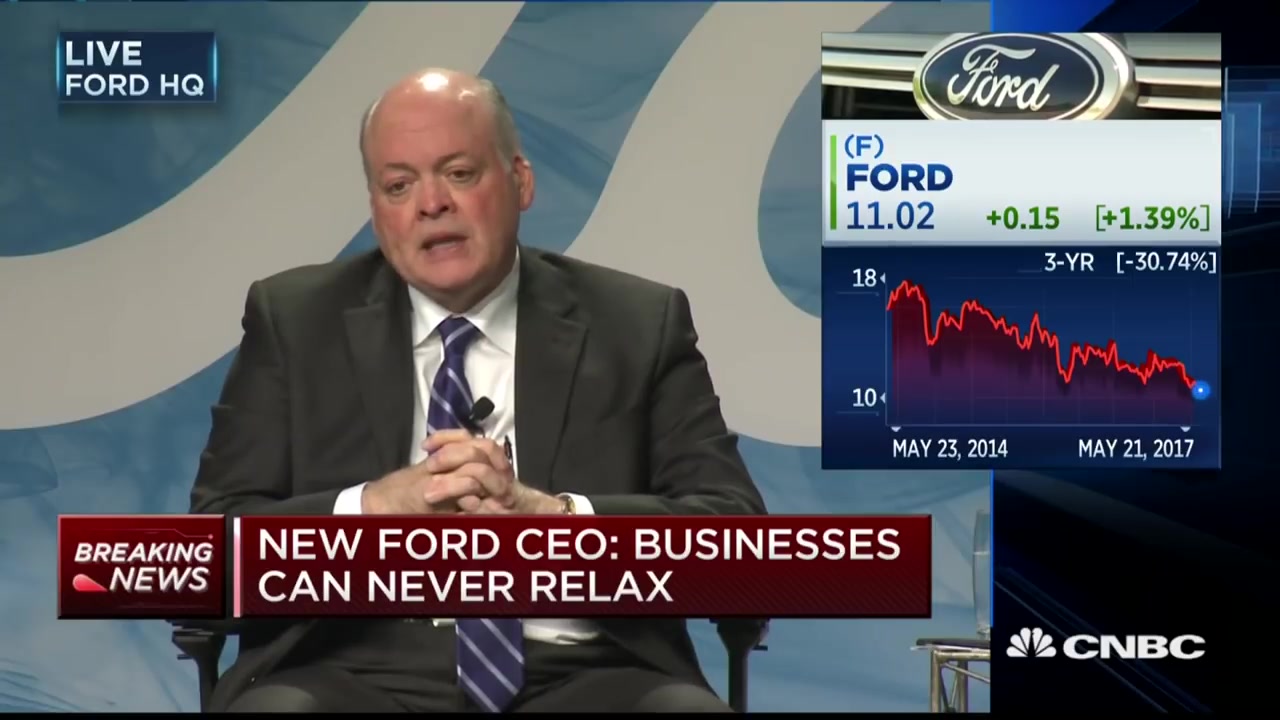 LIVE
FORD HQ
Ford
(F)
FORD
11.02 +0.15 [+1.39%]
3-YR [-30.74%]
18
10
MAY 23, 2014 MAY 21, 2017
BREAKING
NEWS
NEW FORD CEO: BUSINESSES
CAN NEVER RELAX
CNBC